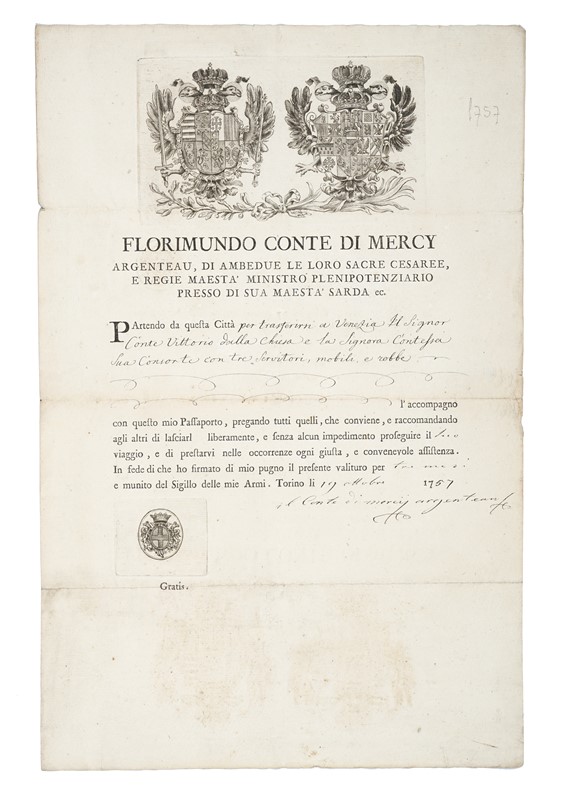 1757
FLORIMUNDO CONTE DI MERCY
ARGENTEAU, DI AMBEDUE LE LORO SACRE CESAREE,
E REGIE MAESTA' MINISTRO PLENIPOTENZIARIO
PRESSO DI SUA MAESTA' SARDA ec.
PArtendo da questa Città per trasferirsi a Venezia Il Signor
Conte Vittorio dalla Chiesa e la Signora Contessa
Sua Consorte con tre Servitori, mobili, e robbe
l'accompagno
con questo mio Paſſaporto, pregando tutti quelli, che conviene, e raccomandando
agli altri di laſciarl liberamente, e ſenza alcun impedimento proſeguire il loro
viaggio, e di preſtarvi nelle occorrenze ogni giuſta, e convenevole aſſiſtenza.
In fede di che ho firmato di mio pugno il preſente valituro per tre mesi
e munito del Sigillo delle mie Armi. Torino li 19 ottobre 1757
il Conte di mercy argenteau
Gratis.